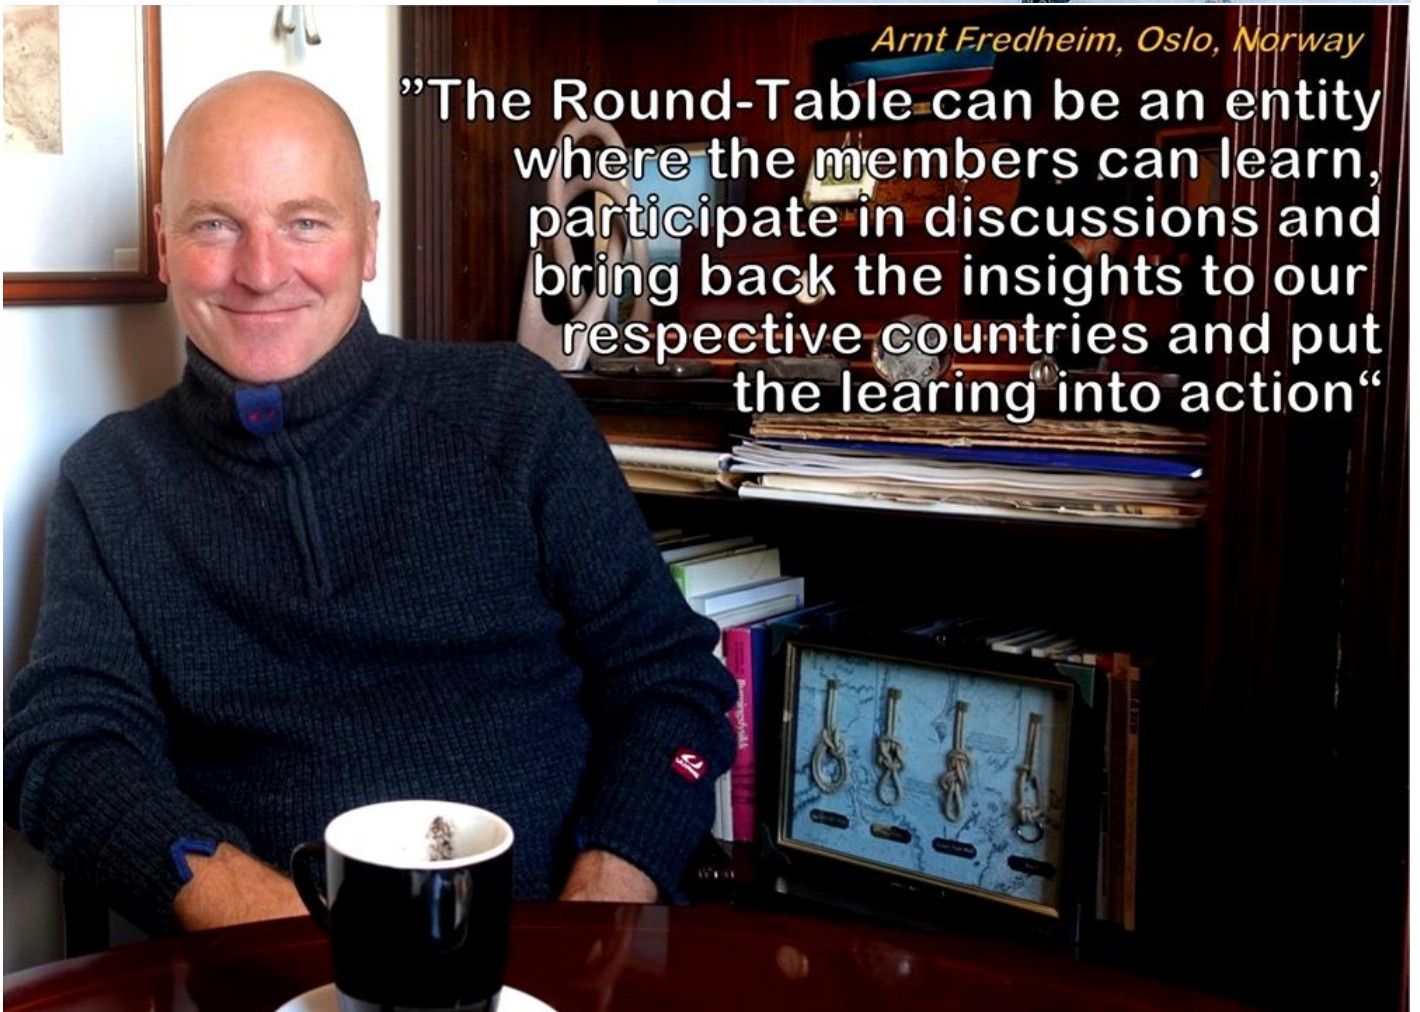 Arnt Fredheim, Oslo, Norway
”The Round-Table can be an entity
where the members can learn,
participate in discussions and
bring back the insights to our
respective countries and put
the learing into action“